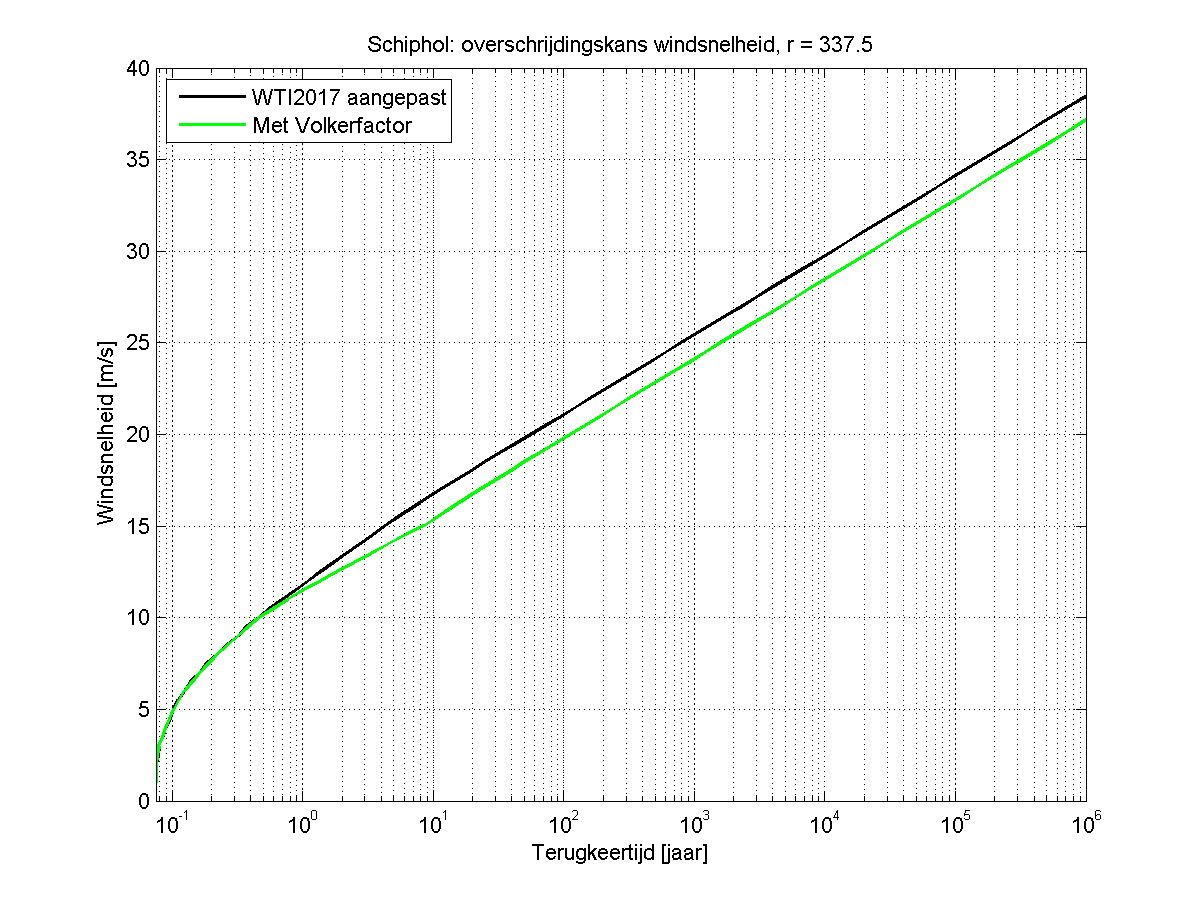 Schiphol: overschrijdingskans windsnelheid, r = 337.5
WTI2017 aangepast
Met Volkerfactor
Windsnelheid [m/s]
40
35
30
25
20
15
10
5
0
10^-1 10^0 10^1 10^2 10^3 10^4 10^5 10^6
Terugkeertijd [jaar]